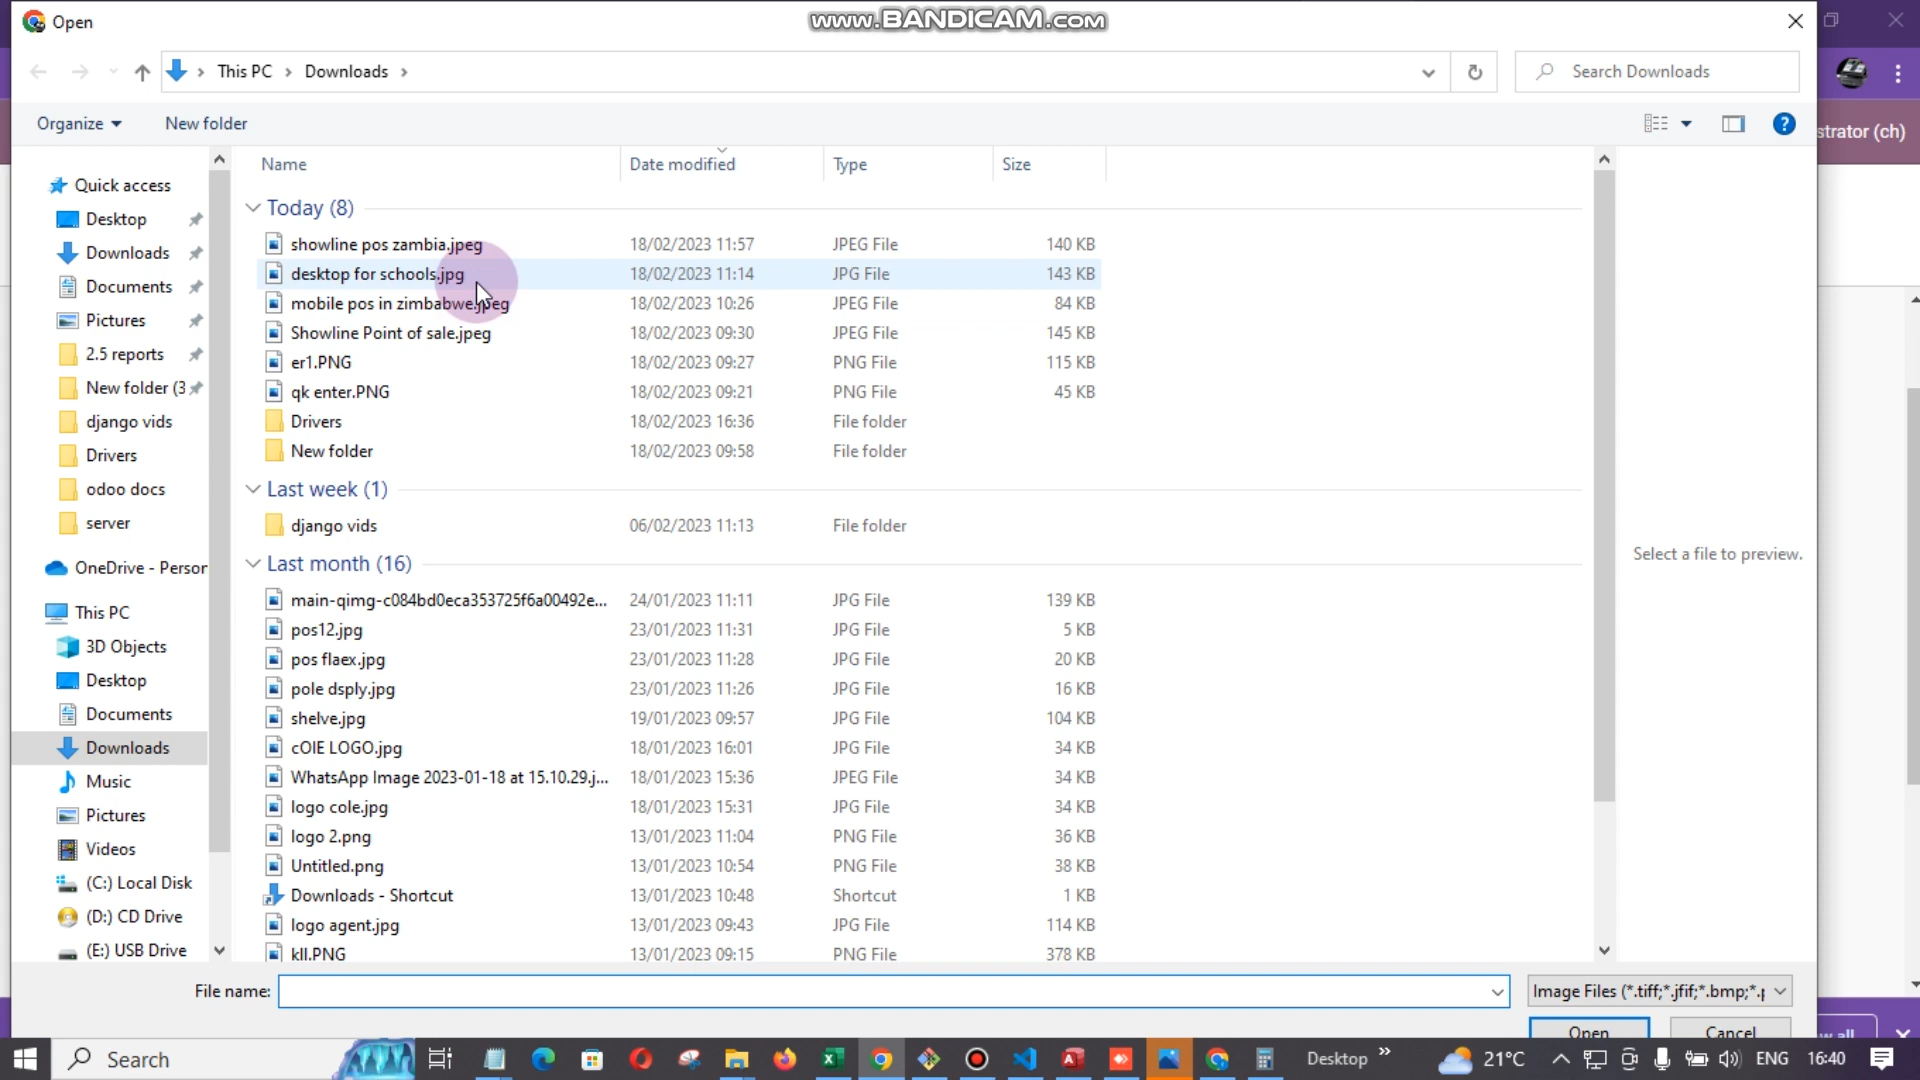 Open
www.BANDICAM.com
This PC
Downloads
Search Downloads
Organize
New folder
strator (ch)
Name
Date modified
Type
Size
Quick access
Desktop
Downloads
Documents
Pictures
2.5 reports
New folder (3
django vids
Drivers
odoo docs
server
OneDrive - Person
This PC
3D Objects
Desktop
Documents
Downloads
Music
Pictures
Videos
(C:) Local Disk
(D:) CD Drive
(E:) USB Drive
Today (8)
showline pos zambia.jpeg 18/02/2023 11:57 JPEG File 140 KB
desktop for schools.jpg 18/02/2023 11:14 JPG File 143 KB
mobile pos in zimbabwe.jpeg 18/02/2023 10:26 JPEG File 84 KB
Showline Point of sale.jpeg 18/02/2023 09:30 JPEG File 145 KB
er1.PNG 18/02/2023 09:27 PNG File 115 KB
qk enter.PNG 18/02/2023 09:21 PNG File 45 KB
Drivers 18/02/2023 16:36 File folder
New folder 18/02/2023 09:58 File folder
Last week (1)
django vids 06/02/2023 11:13 File folder
Last month (16)
main-qimg-c084bd0eca353725f6a00492e... 24/01/2023 11:11 JPG File 139 KB
pos12.jpg 23/01/2023 11:31 JPG File 5 KB
pos flaex.jpg 23/01/2023 11:28 JPG File 20 KB
pole dsply.jpg 23/01/2023 11:26 JPG File 16 KB
shelve.jpg 19/01/2023 09:57 JPG File 104 KB
cOIE LOGO.jpg 18/01/2023 16:01 JPG File 34 KB
WhatsApp Image 2023-01-18 at 15.10.29.j... 18/01/2023 15:36 JPEG File 34 KB
logo cole.jpg 18/01/2023 15:31 JPG File 34 KB
logo 2.png 13/01/2023 11:04 PNG File 36 KB
Untitled.png 13/01/2023 10:54 PNG File 38 KB
Downloads - Shortcut 13/01/2023 10:48 Shortcut 1 KB
logo agent.jpg 13/01/2023 09:43 JPG File 114 KB
kll.PNG 13/01/2023 09:15 PNG File 378 KB
Select a file to preview.
File name:
Image Files (*.tiff;*.jfif;*.bmp;*.p
Open
Cancel
w all
Search
Desktop
21°C
ENG
16:40